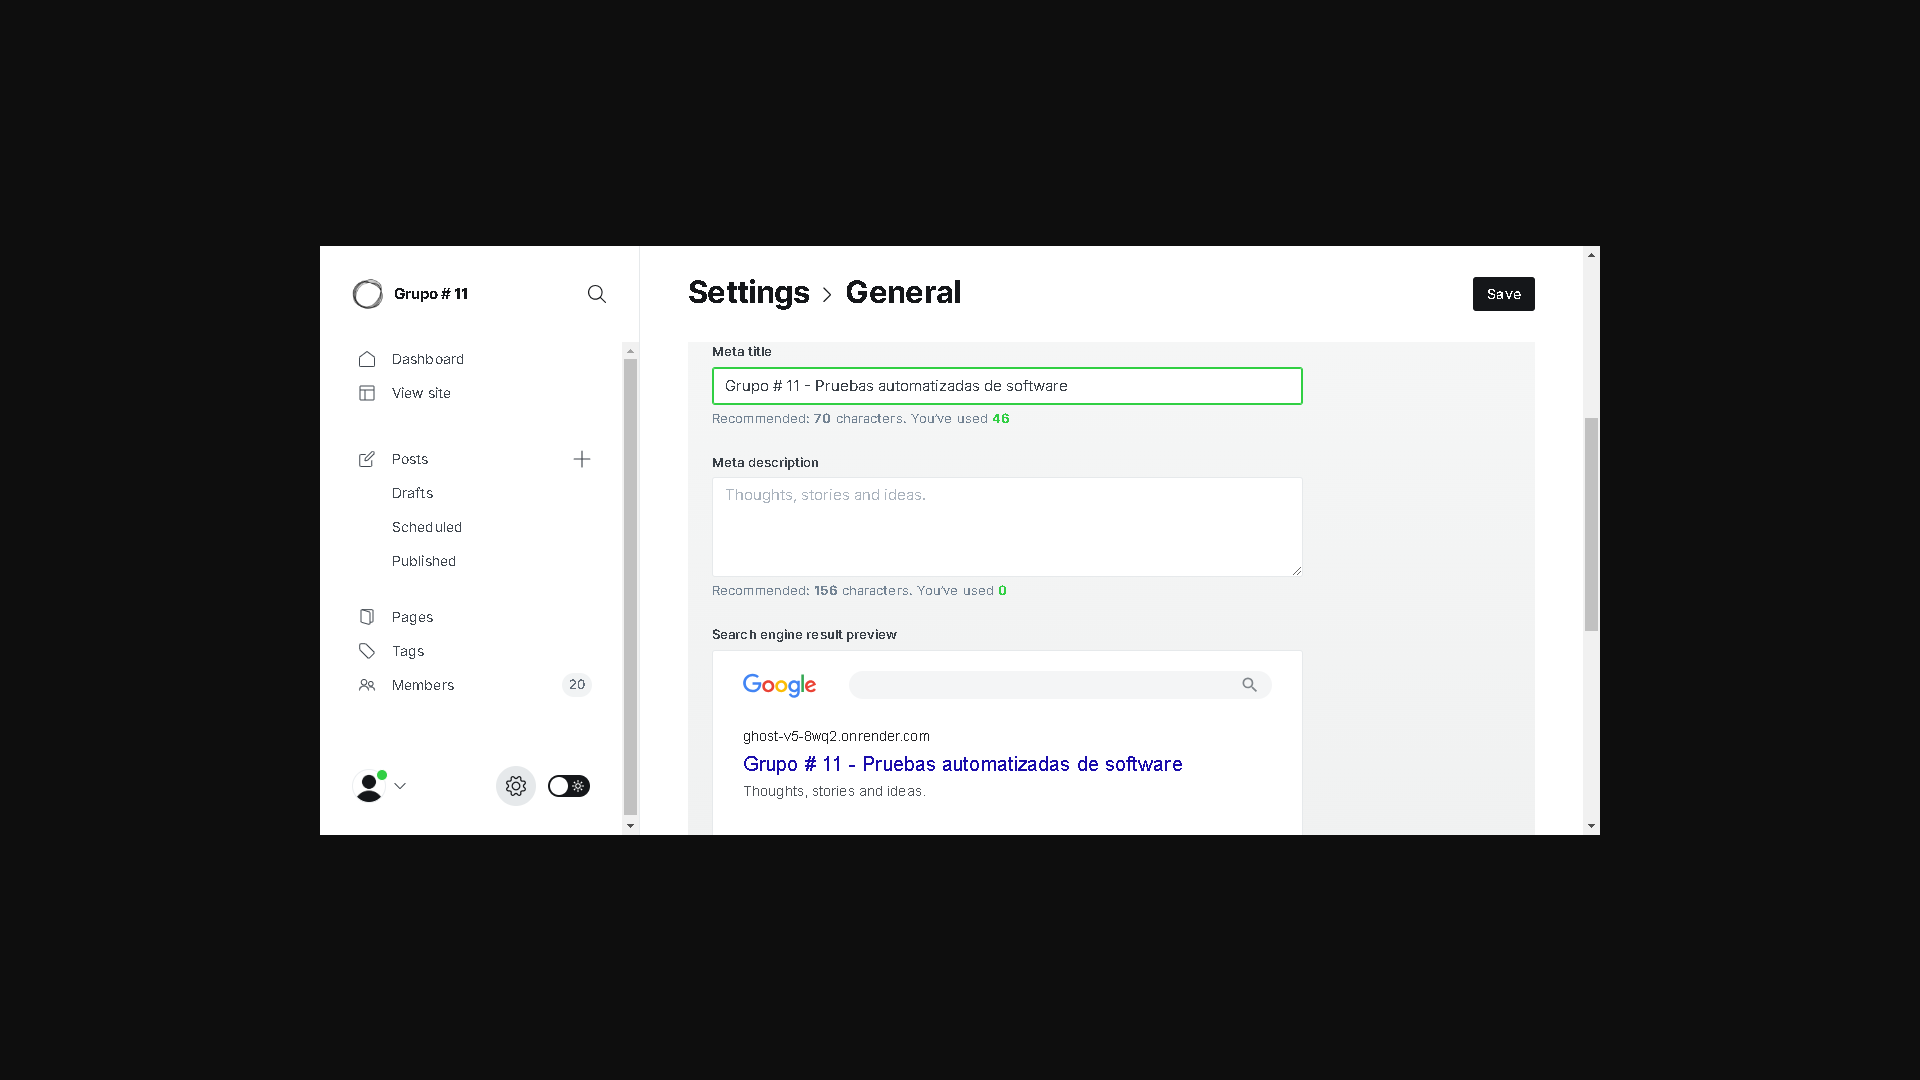 Grupo # 11
Dashboard
View site
Posts
Drafts
Scheduled
Published
Pages
Tags
Members 20
Settings > General
Save
Meta title
Grupo # 11 - Pruebas automatizadas de software
Recommended: 70 characters. You've used 46
Meta description
Thoughts, stories and ideas.
Recommended: 156 characters. You've used 0
Search engine result preview
Google
ghost-v5-8wq2.onrender.com
Grupo # 11 - Pruebas automatizadas de software
Thoughts, stories and ideas.